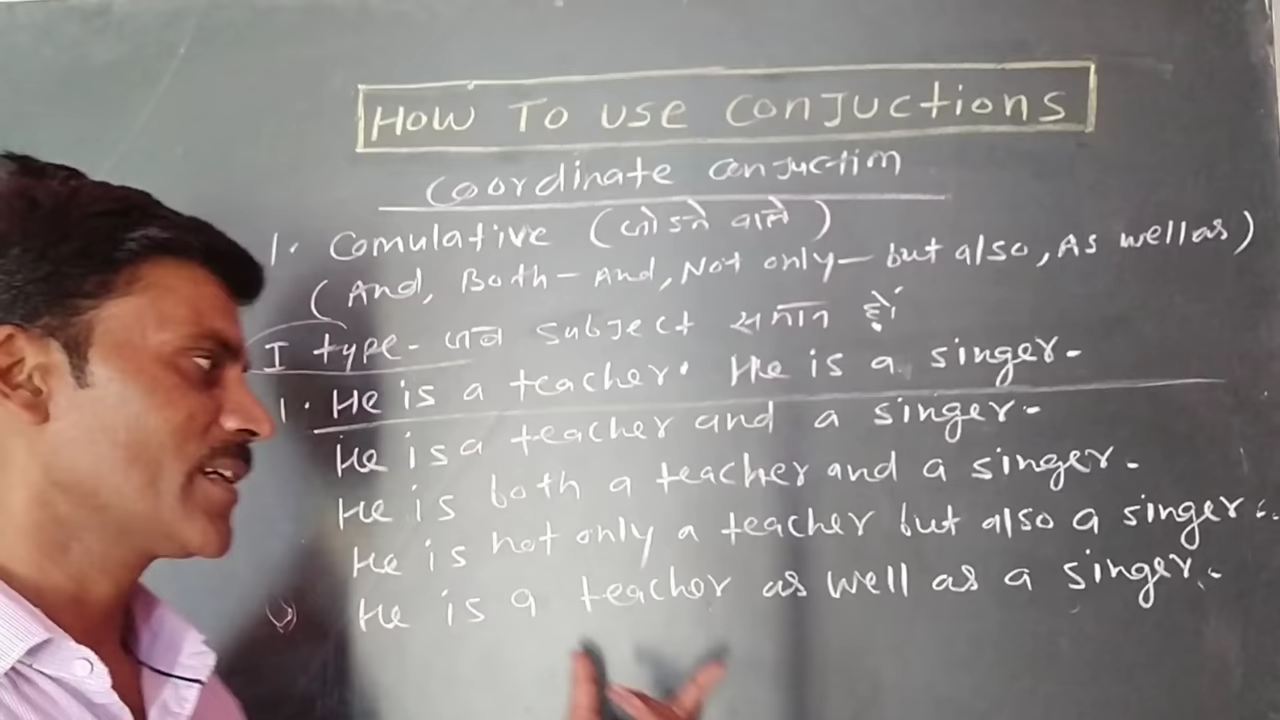 HOW TO USE CONJUCTIONS
Coordinate conjuction
1. Comulative (जोडने वाले)
(And, Both - And, Not only - but also, As well as)
I type - जब subject समान हों
1. He is a teacher. He is a singer.
He is a teacher and a singer.
He is both a teacher and a singer.
He is not only a teacher but also a singer.
He is a teacher as well as a singer.